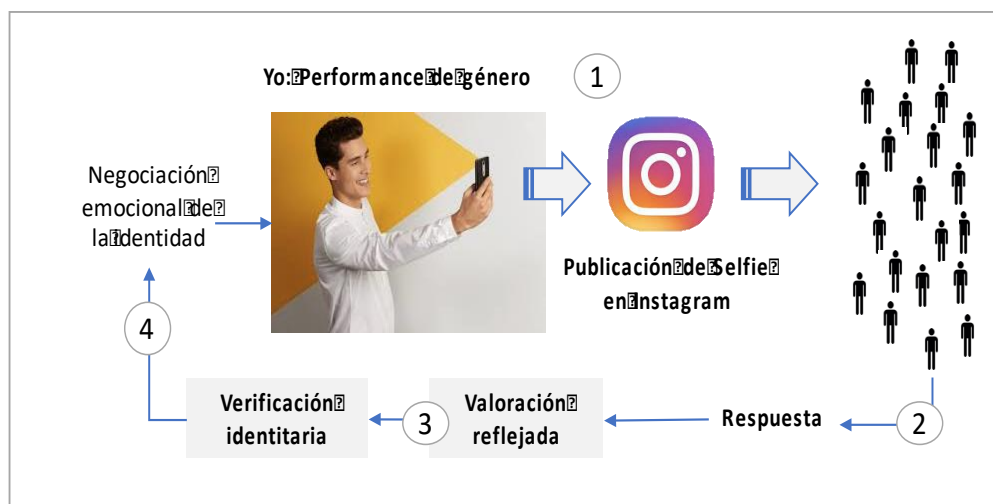 Yo: Performance de género
1
Negociación
emocional de
la identidad
Publicación de Selfie
en Instagram
4
Verificación
identitaria
3
Valoración
reflejada
Respuesta
2